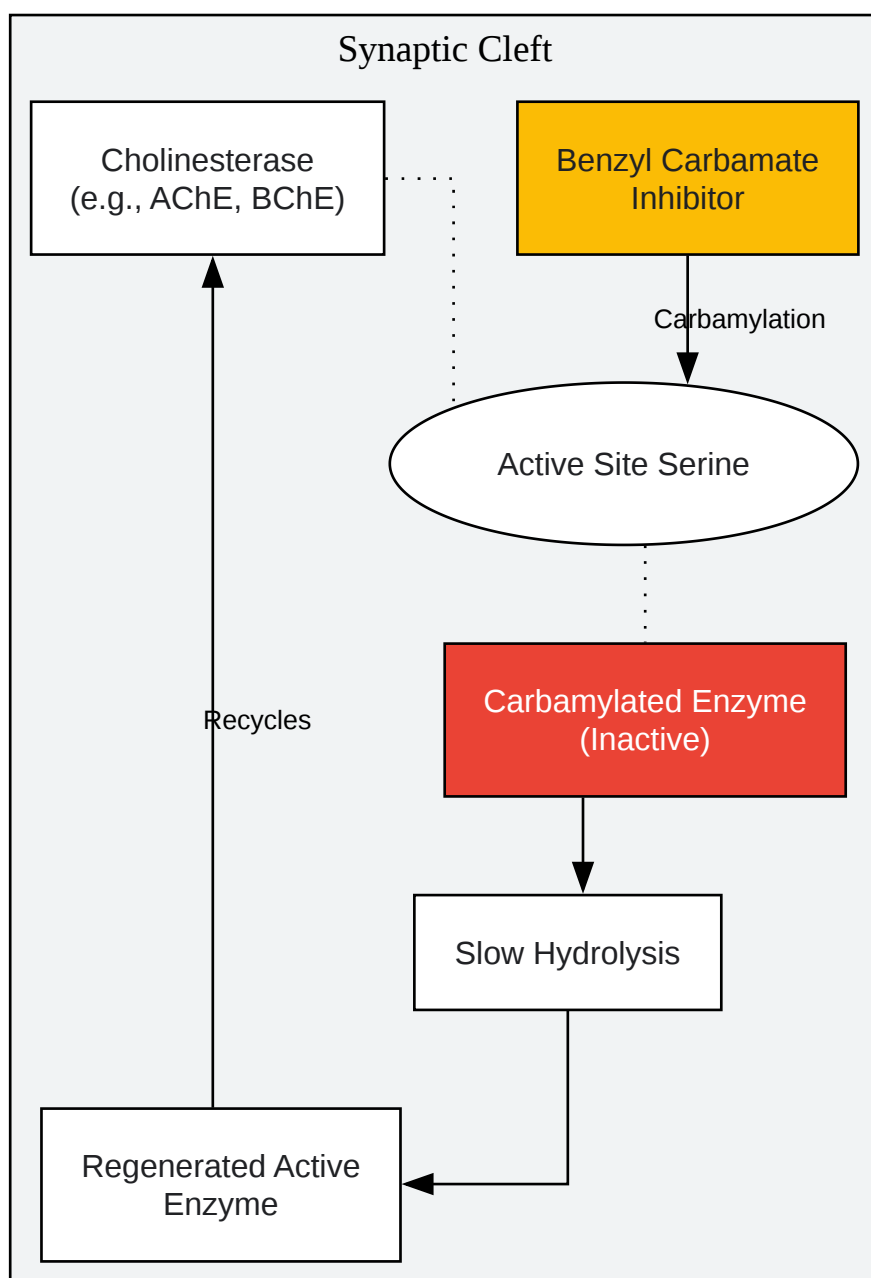 Synaptic Cleft
Cholinesterase
(e.g., AChE, BChE)
Benzyl Carbamate
Inhibitor
Carbamylation
Active Site Serine
Carbamylated Enzyme
(Inactive)
Recycles
Slow Hydrolysis
Regenerated Active
Enzyme